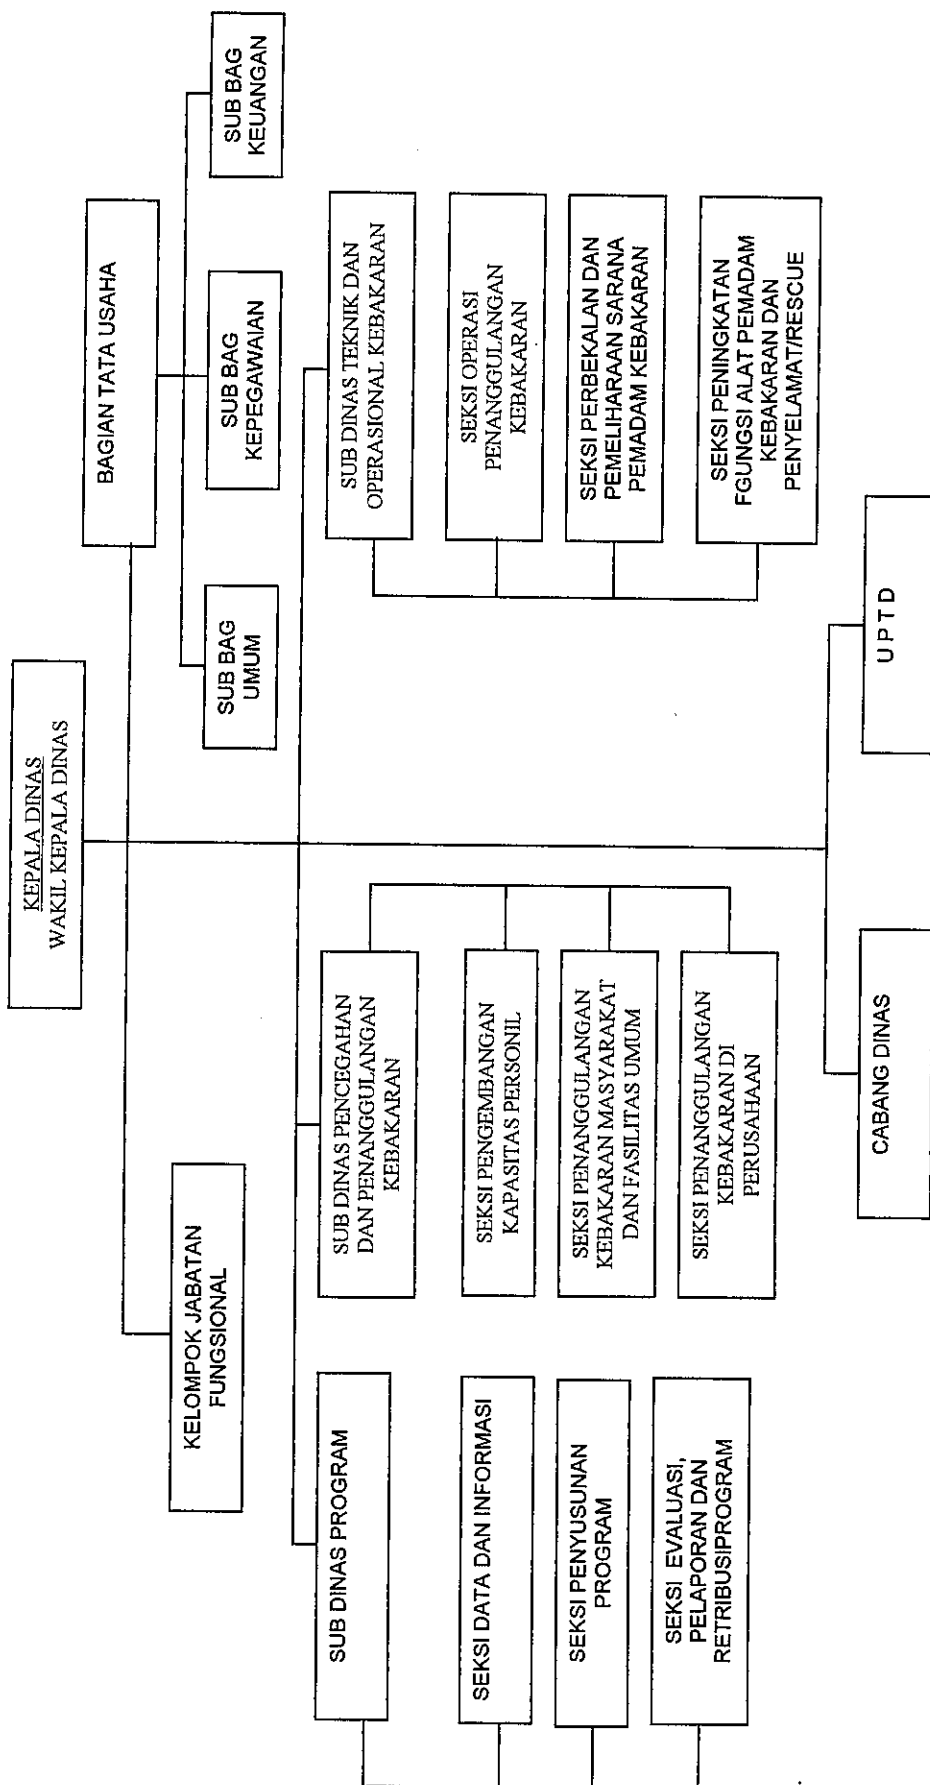 KEPALA DINAS
WAKIL KEPALA DINAS
BAGIAN TATA USAHA
KELOMPOK JABATAN
FUNGSIONAL
SUB BAG
UMUM
SUB BAG
KEPEGAWAIAN
SUB BAG
KEUANGAN
SUB DINAS PROGRAM
SEKSI DATA DAN INFORMASI
SEKSI PENYUSUNAN
PROGRAM
SEKSI EVALUASI,
PELAPORAN DAN
RETRIBUSIPROGRAM
SUB DINAS PENCEGAHAN
DAN PENANGGULANGAN
KEBAKARAN
SEKSI PENGEMBANGAN
KAPASITAS PERSONIL
SEKSI PENANGGULANGAN
KEBAKARAN MASYARAKAT
DAN FASILITAS UMUM
SEKSI PENANGGULANGAN
KEBAKARAN DI
PERUSAHAAN
SUB DINAS TEKNIK DAN
OPERASIONAL KEBAKARAN
SEKSI OPERASI
PENANGGULANGAN
KEBAKARAN
SEKSI PERBEKALAN DAN
PEMELIHARAAN SARANA
PEMADAM KEBAKARAN
SEKSI PENINGKATAN
FGUNGSI ALAT PEMADAM
KEBAKARAN DAN
PENYELAMAT/RESCUE
CABANG DINAS
U P T D